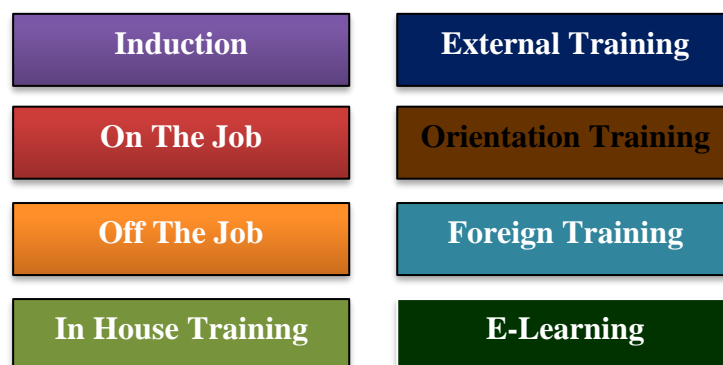 Induction
External Training
On The Job
Orientation Training
Off The Job
Foreign Training
In House Training
E-Learning